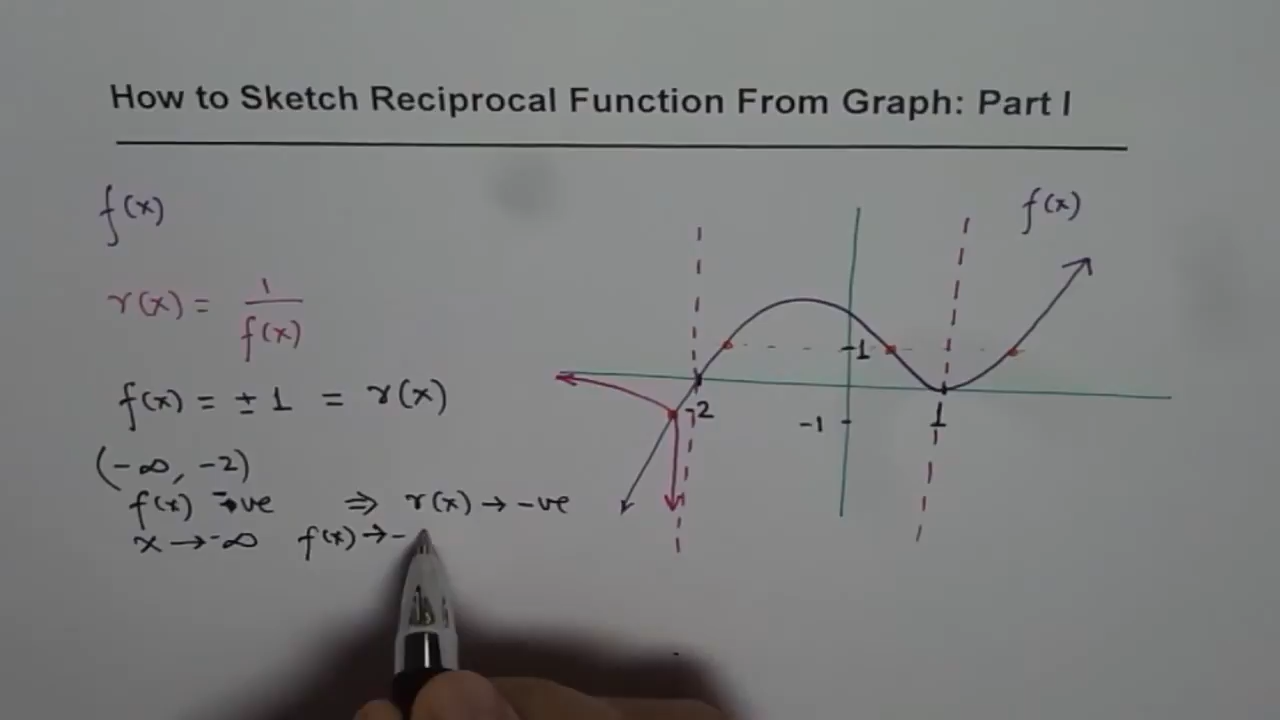 How to Sketch Reciprocal Function From Graph: Part I
f(x)
f(x)
r(x) = 1/f(x)
1
-2
-1
1
f(x) = ± 1 = r(x)
(-∞, -2)
f(x) -ve ⇒ r(x) → -ve
x → -∞ f(x) → -